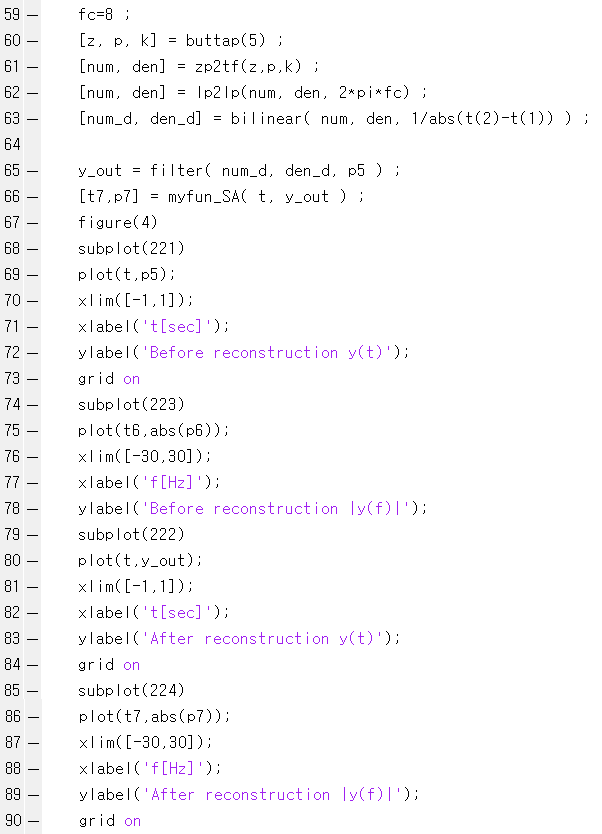 59 – fc=8 ;
60 – [z, p, k] = buttap(5) ;
61 – [num, den] = zp2tf(z,p,k) ;
62 – [num, den] = lp2lp(num, den, 2*pi*fc) ;
63 – [num_d, den_d] = bilinear( num, den, 1/abs(t(2)-t(1)) ) ;
64
65 – y_out = filter( num_d, den_d, p5 ) ;
66 – [t7,p7] = myfun_SA( t, y_out ) ;
67 – figure(4)
68 – subplot(221)
69 – plot(t,p5);
70 – xlim([-1,1]);
71 – xlabel('t[sec]');
72 – ylabel('Before reconstruction y(t)');
73 – grid on
74 – subplot(223)
75 – plot(t6,abs(p6));
76 – xlim([-30,30]);
77 – xlabel('f[Hz]');
78 – ylabel('Before reconstruction |y(f)|');
79 – subplot(222)
80 – plot(t,y_out);
81 – xlim([-1,1]);
82 – xlabel('t[sec]');
83 – ylabel('After reconstruction y(t)');
84 – grid on
85 – subplot(224)
86 – plot(t7,abs(p7));
87 – xlim([-30,30]);
88 – xlabel('f[Hz]');
89 – ylabel('After reconstruction |y(f)|');
90 – grid on